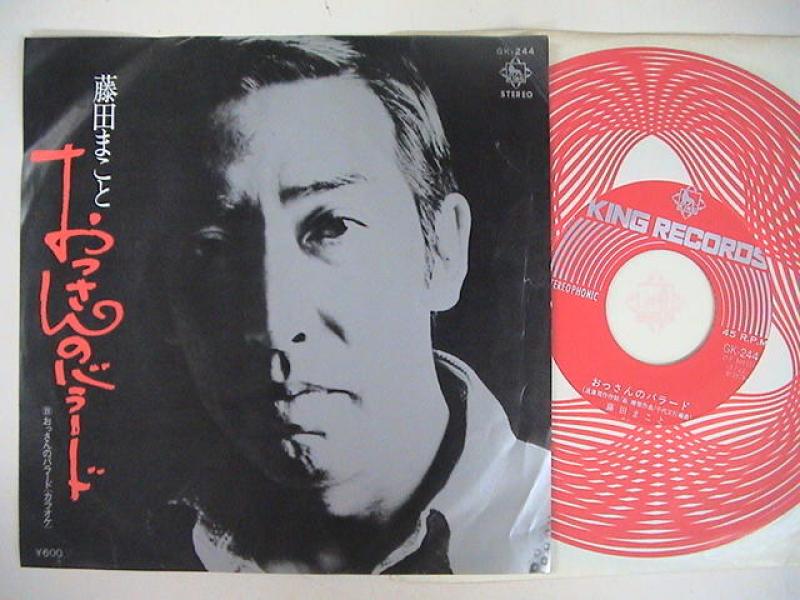 GK-244
STEREO
藤田まこと
おっさんのバラード
B おっさんのバラード(カラオケ)
¥600
KING RECORDS
STEREOPHONIC
45 R.P.M
GK-244
おっさんのバラード
藤田まこと